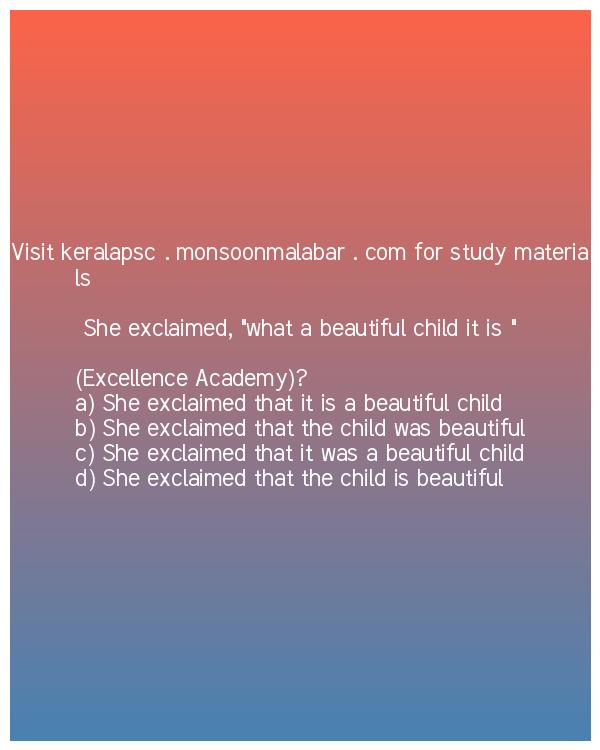 Visit keralapsc . monsoonmalabar . com for study materia
ls
She exclaimed, "what a beautiful child it is "
(Excellence Academy)?
a) She exclaimed that it is a beautiful child
b) She exclaimed that the child was beautiful
c) She exclaimed that it was a beautiful child
d) She exclaimed that the child is beautiful